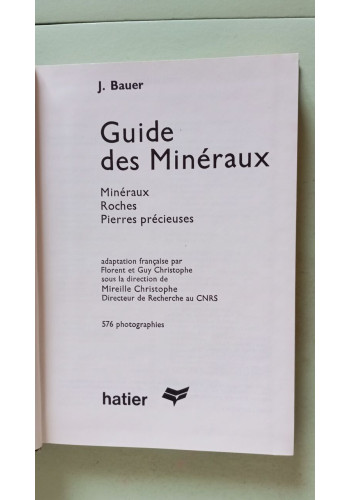 J. Bauer
Guide
des Minéraux
Minéraux
Roches
Pierres précieuses
adaptation française par
Florent et Guy Christophe
sous la direction de
Mireille Christophe
Directeur de Recherche au CNRS
576 photographies
hatier